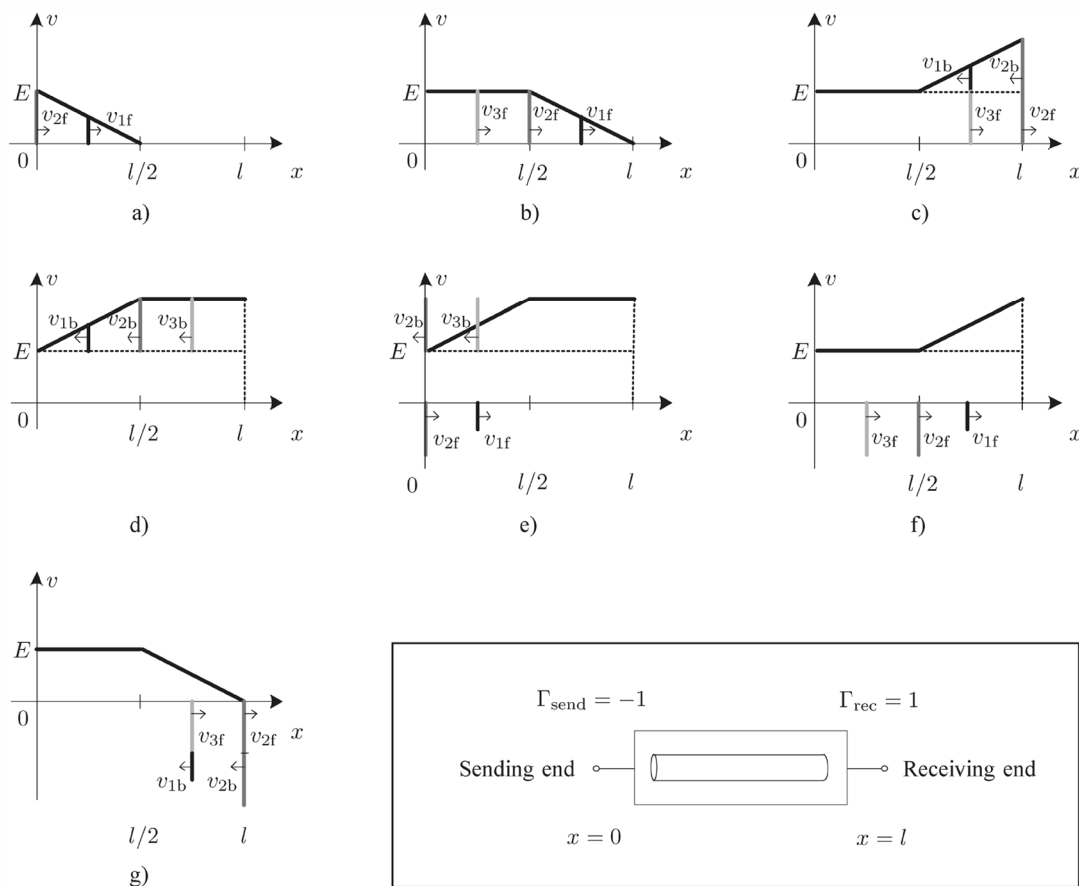 v
E
v2f
v1f
0
l/2
l
x
a)
v
E
v3f
v2f
v1f
0
l/2
l
x
b)
v
v1b
v2b
E
v3f
v2f
0
l/2
l
x
c)
v
v1b
v2b
v3b
E
0
l/2
l
x
d)
v
v2b
v3b
E
x
v2f
v1f
0
l/2
l
e)
v
E
0
x
v3f
v2f
v1f
l/2
l
f)
v
E
0
x
v3f
v2f
v1b
v2b
l/2
l
g)
Γsend = −1 Γrec = 1
Sending end Receiving end
x = 0 x = l